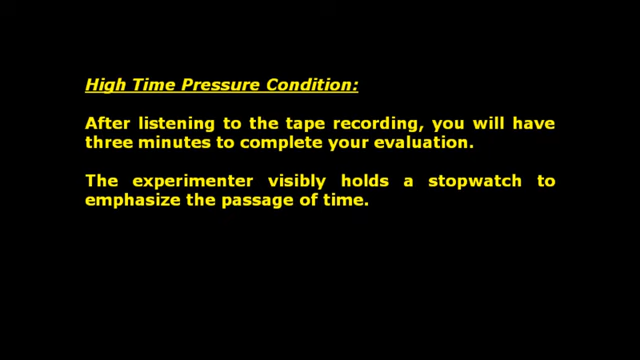 High Time Pressure Condition:
After listening to the tape recording, you will have
three minutes to complete your evaluation.
The experimenter visibly holds a stopwatch to
emphasize the passage of time.